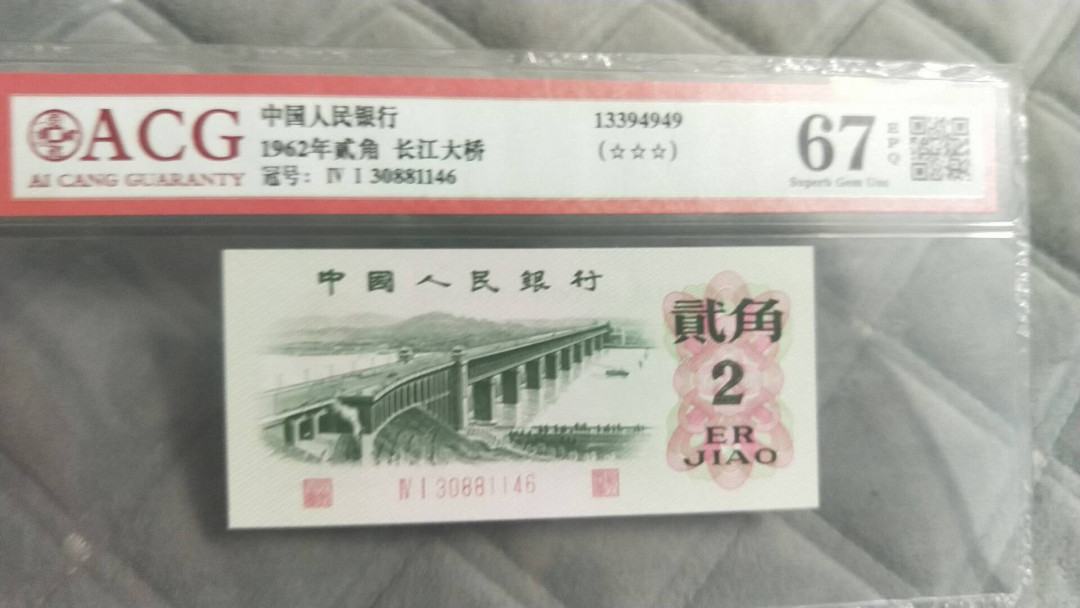 ACG
AI CANG GUARANTY
中国人民银行
1962年贰角 长江大桥
冠号: Ⅳ Ⅰ 30881146
13394949
(☆☆☆)
67
EPQ
Superb Gem Unc
中國人民銀行
貳角
2
ER
JIAO
Ⅳ Ⅰ 30881146